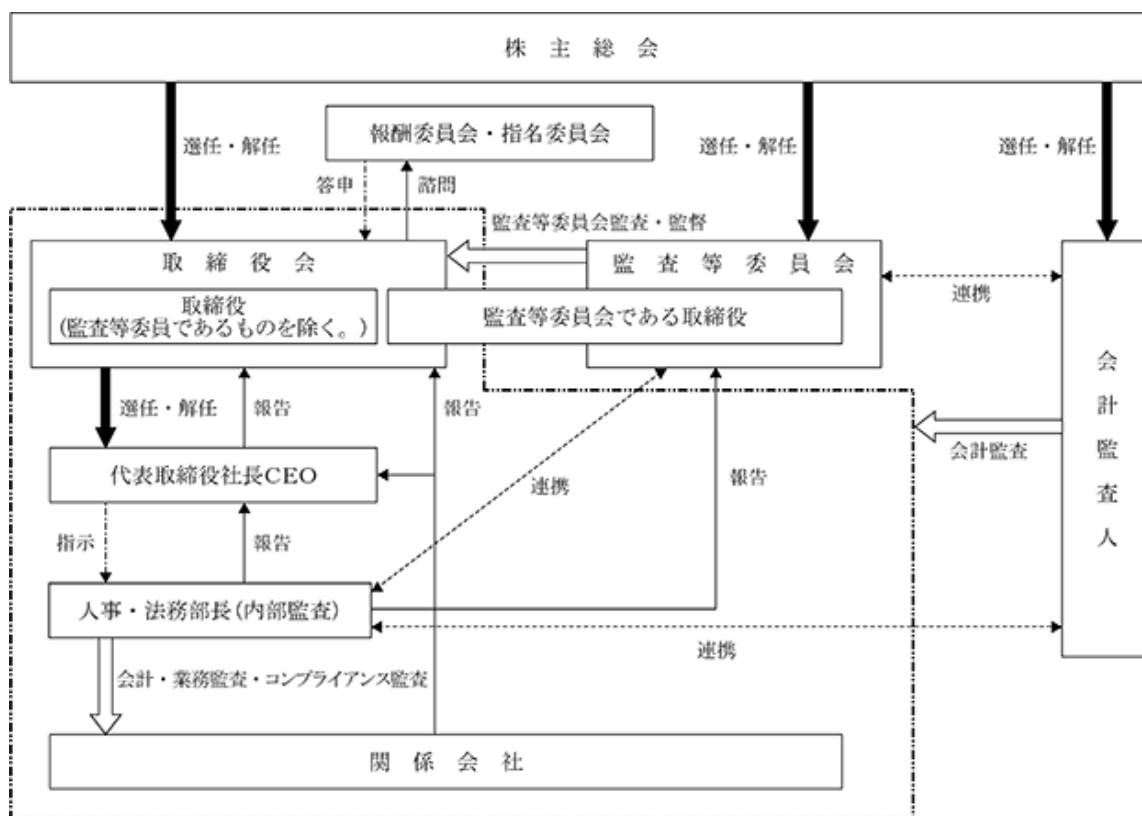 株主総会
報酬委員会・指名委員会
選任・解任
選任・解任
選任・解任
答申
諮問
監査等委員会監査・監督
取締役会
監査等委員会
連携
取締役
(監査等委員であるものを除く。)
監査等委員会である取締役
会計監査人
選任・解任
報告
報告
会計監査
代表取締役社長CEO
連携
報告
指示
報告
人事・法務部長(内部監査)
連携
会計・業務監査・コンプライアンス監査
関係会社